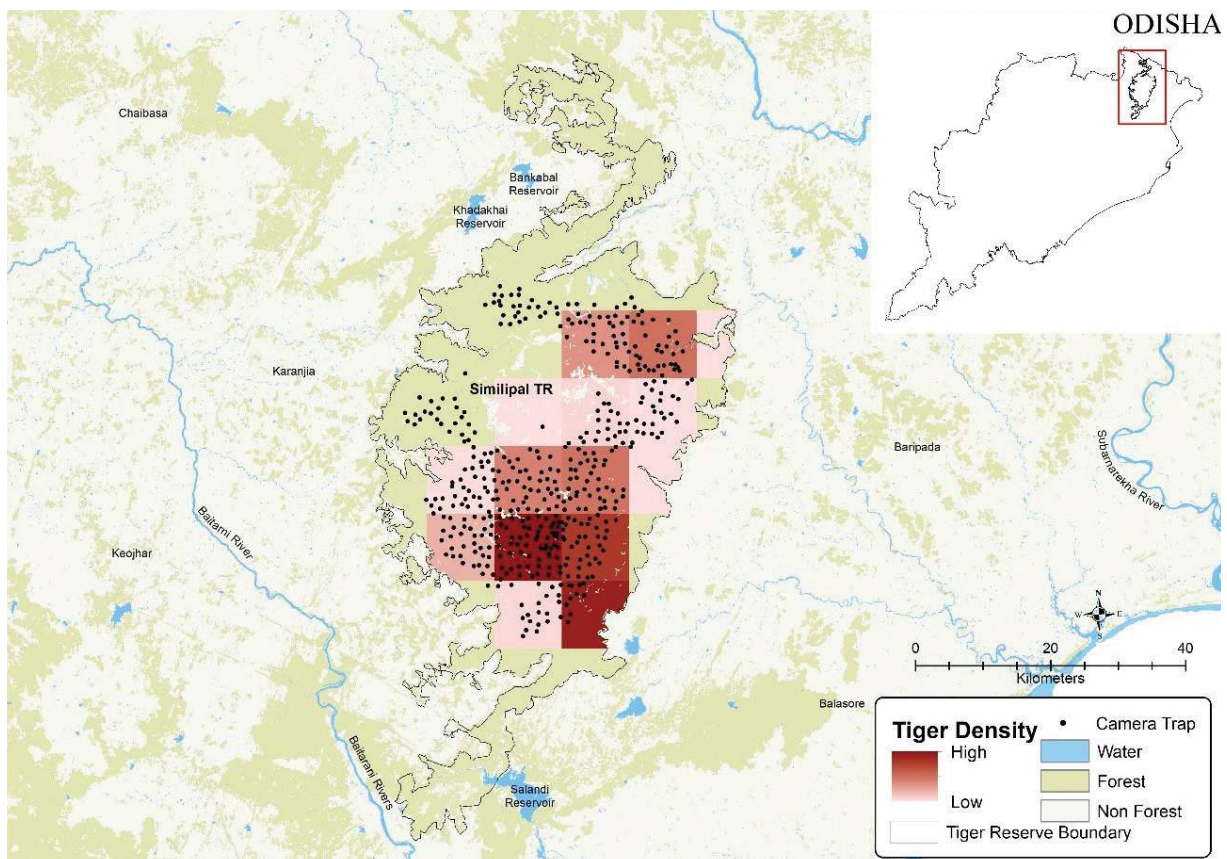 ODISHA
Chaibasa
Bankabal
Reservoir
Khadakhai
Reservoir
Karanjia
Similipal TR
Baripada
Subarnatekha River
Baitarni River
Keojhar
N
W E
S
0 20 40
Kilometers
Balasore
Baitarani Rivers
Salandi
Reservoir
Tiger Density
High
Low
Camera Trap
Water
Forest
Non Forest
Tiger Reserve Boundary